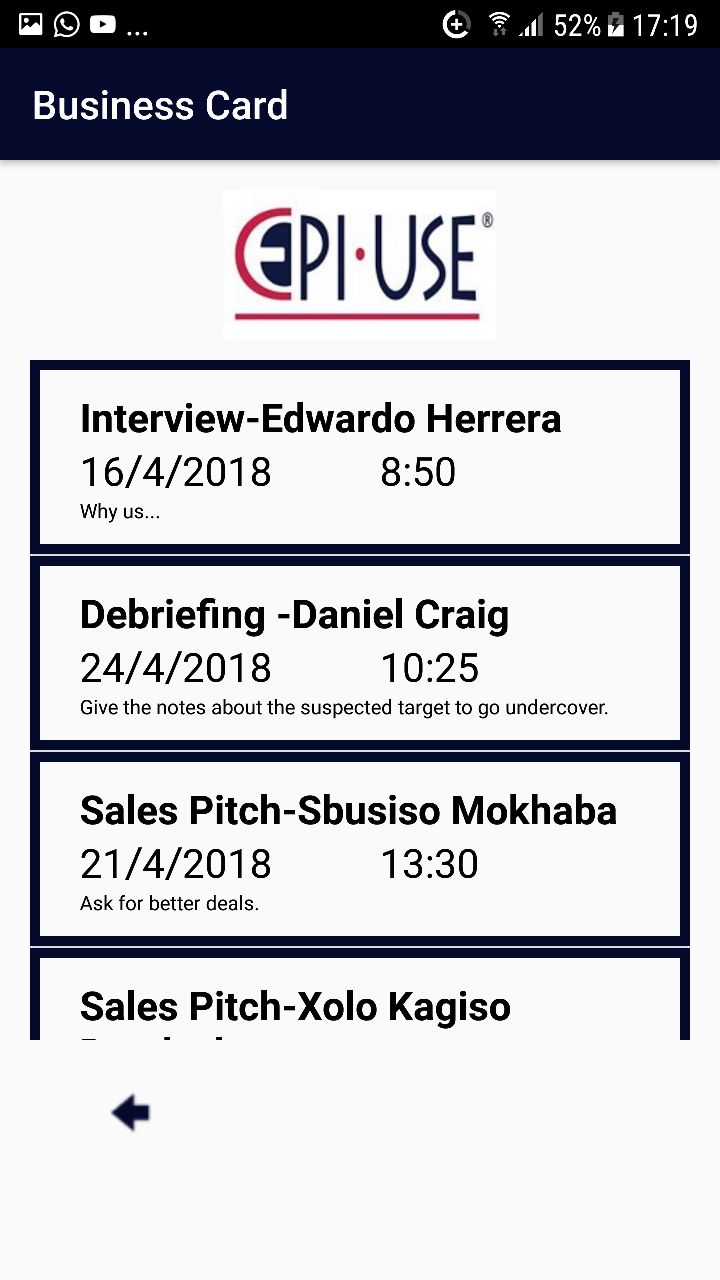 ... 52% 17:19
Business Card
EPI·USE®
Interview-Edwardo Herrera
16/4/2018 8:50
Why us...
Debriefing -Daniel Craig
24/4/2018 10:25
Give the notes about the suspected target to go undercover.
Sales Pitch-Sbusiso Mokhaba
21/4/2018 13:30
Ask for better deals.
Sales Pitch-Xolo Kagiso